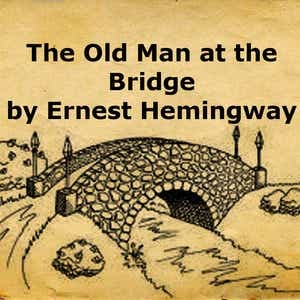 The Old Man at the
Bridge
by Ernest Hemingway